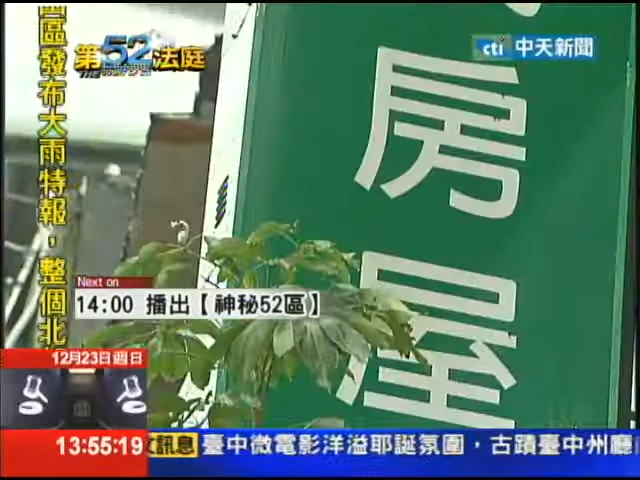 區發布大雨特報，整個北
第52法庭
cti 中天新聞
房屋
Next on
14:00 播出【神秘52區】
12月23日週日
13:55:19
訊息 臺中微電影洋溢耶誕氛圍，古蹟臺中州廳